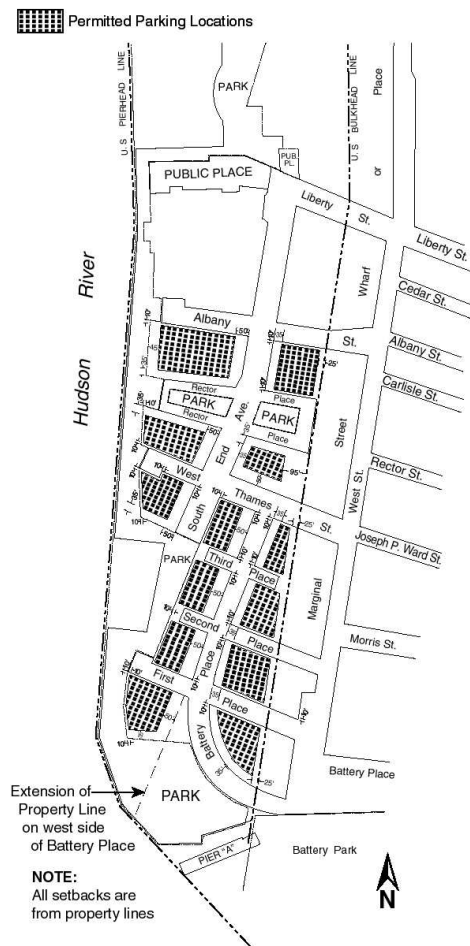 Permitted Parking Locations
U.S PIERHEAD LINE
PARK
U.S BULKHEAD LINE
Place
or
PUB.
PL.
PUBLIC PLACE
Liberty
St.
Liberty St.
Cedar St.
Wharf
River
Albany
St.
Albany St.
Carlisle St.
Hudson
Rector
Place
PARK
PARK
Rector
Place
Ave.
End
South
Street
West St.
Rector St.
West
Thames
St.
Joseph P. Ward St.
PARK
Third
Place
Marginal
Second
Place
Morris St.
First
Place
Battery
Place
Battery Place
Extension of
Property Line
on west side
of Battery Place
PARK
PIER "A"
Battery Park
NOTE:
All setbacks are
from property lines
N